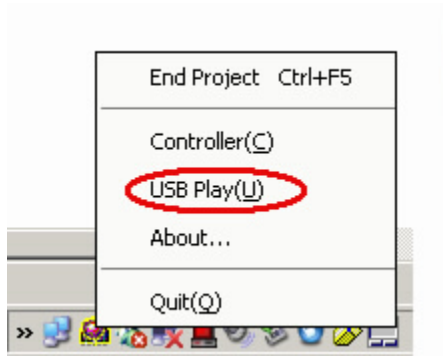 End Project Ctrl+F5
Controller(C)
USB Play(U)
About...
Quit(Q)
»